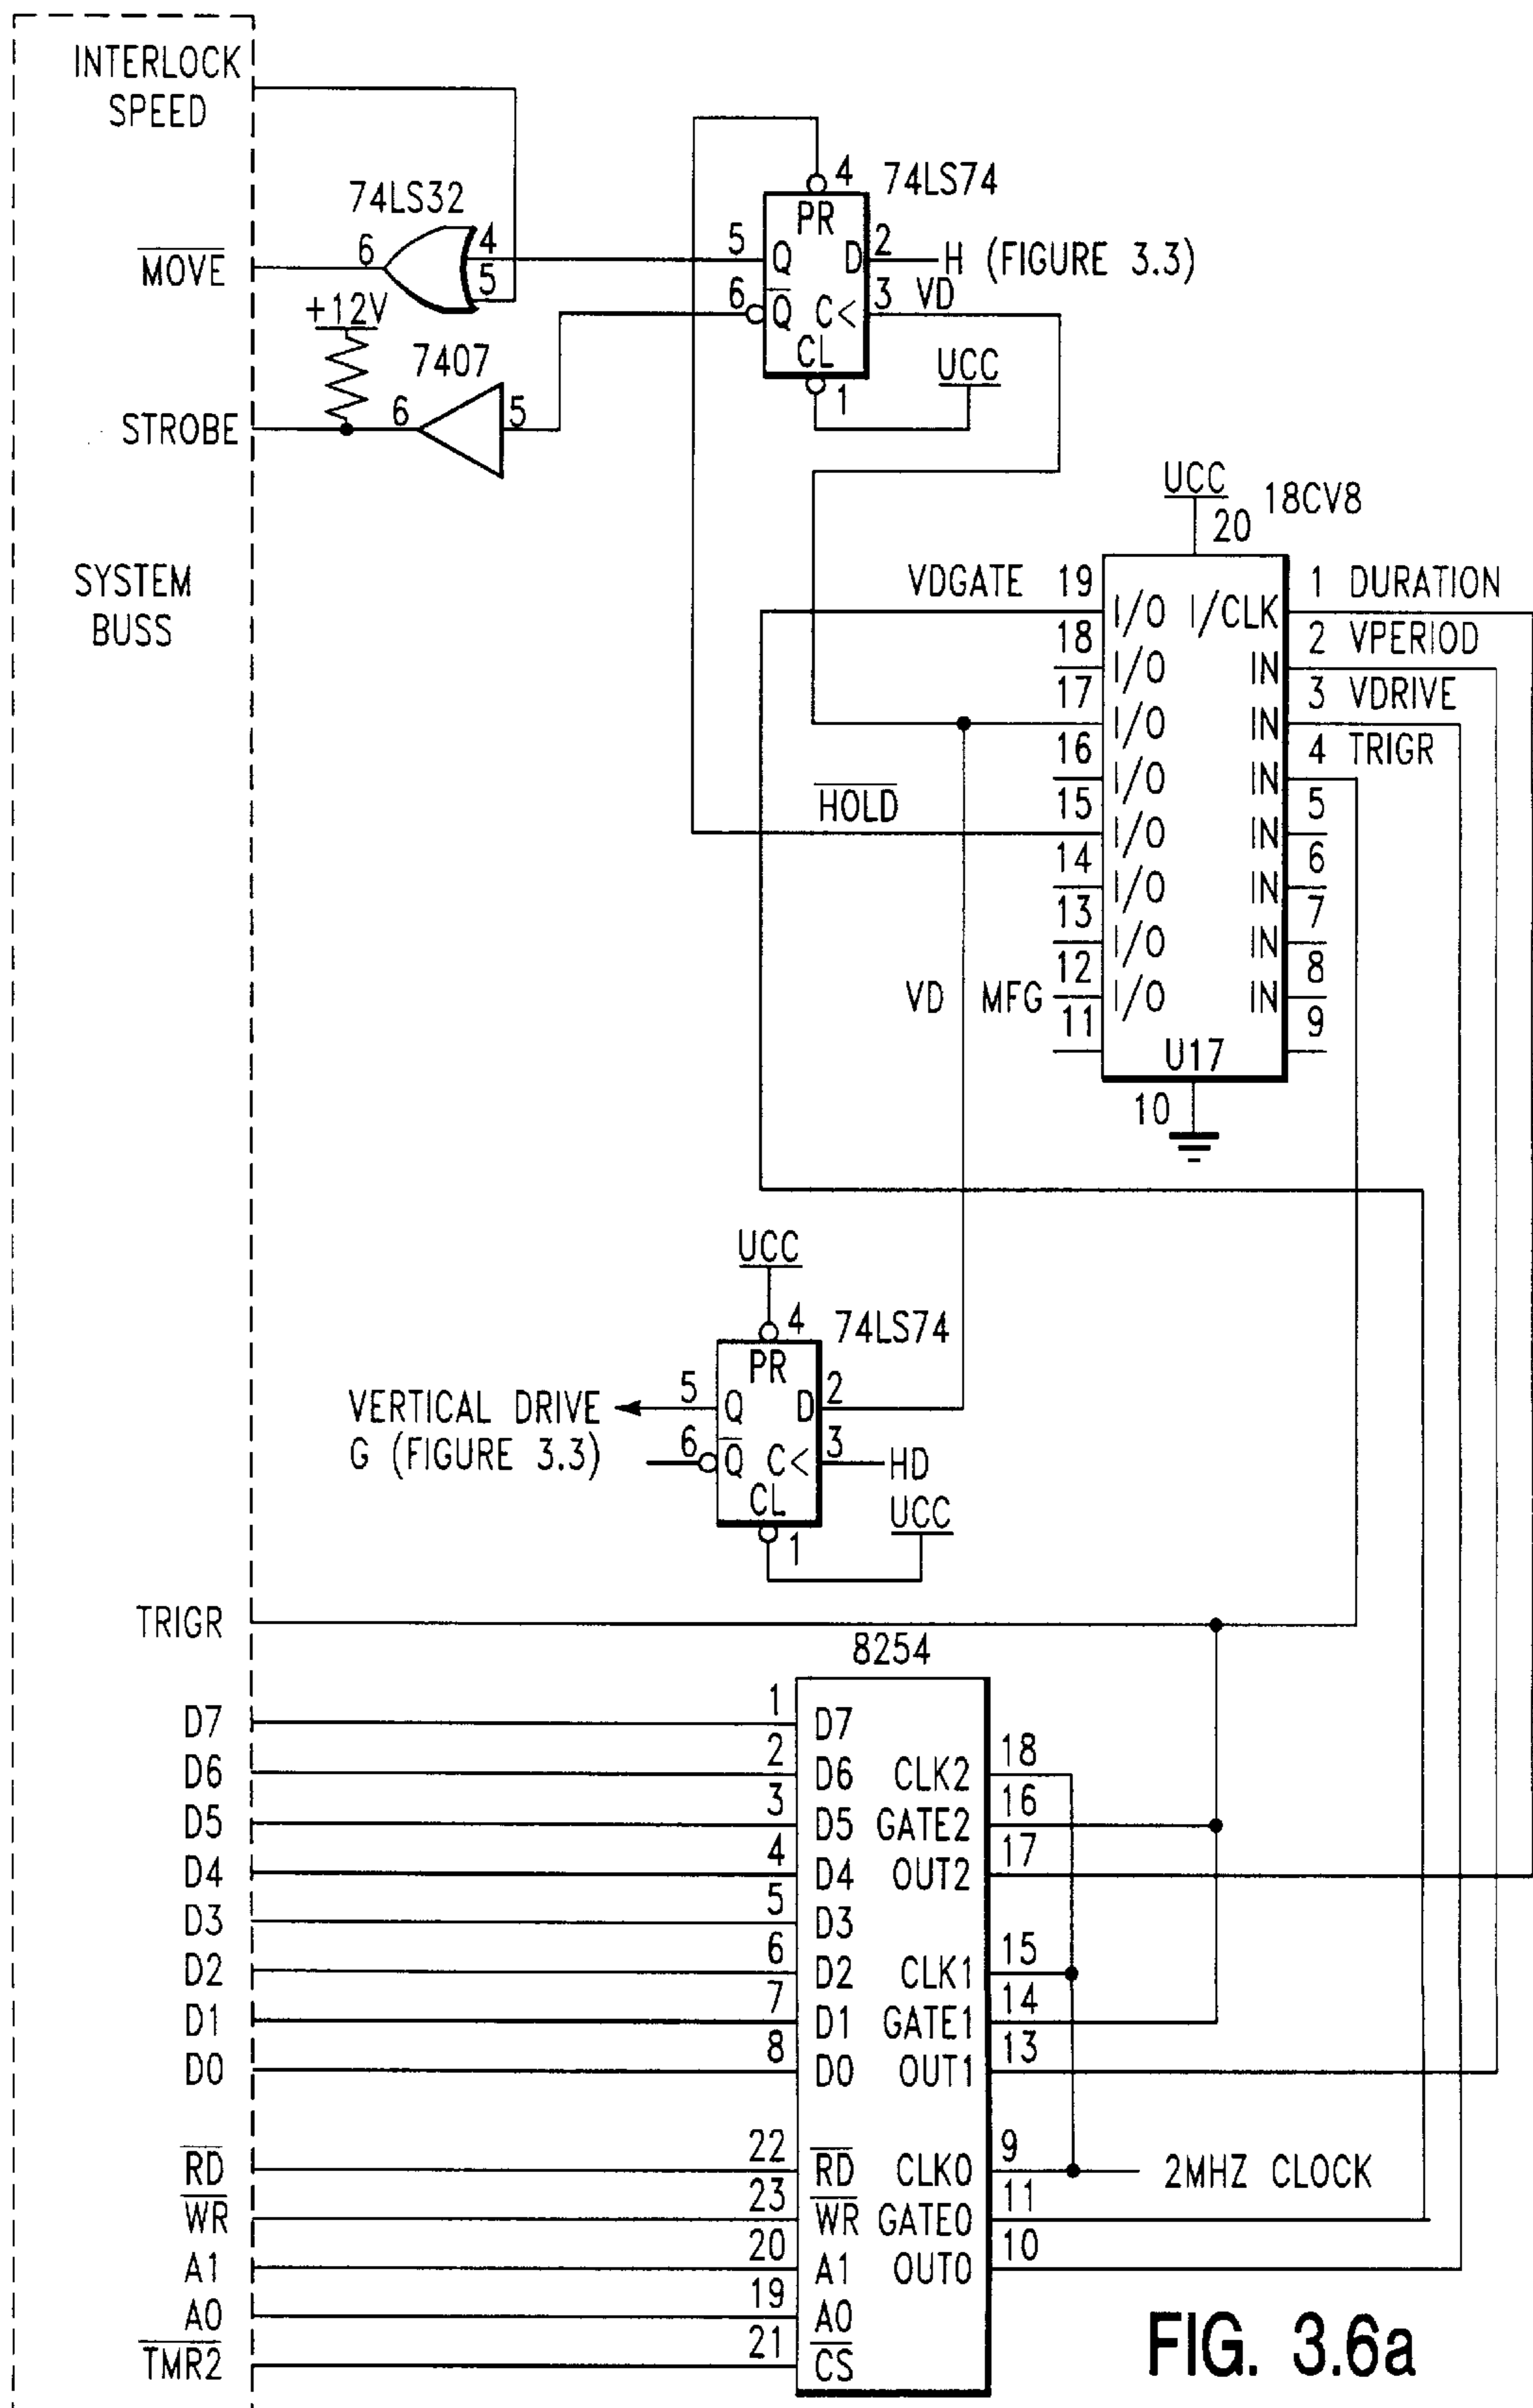 INTERLOCK
SPEED
74LS32
MOVE
6
4
5
+12V
7407
STROBE
6
5
SYSTEM
BUSS
4
74LS74
PR
5
Q
D
2
H (FIGURE 3.3)
6
Q
C<
3
VD
CL
1
UCC
UCC
20
18CV8
VDGATE
19
I/O
I/CLK
1
DURATION
18
I/O
IN
2
VPERIOD
17
I/O
IN
3
VDRIVE
16
I/O
IN
4
TRIGR
HOLD
15
I/O
IN
5
14
I/O
IN
6
13
I/O
IN
7
VD
MFG
12
I/O
IN
8
11
9
U17
10
UCC
4
74LS74
PR
VERTICAL DRIVE
G (FIGURE 3.3)
5
Q
D
2
6
Q
C<
3
HD
CL
1
UCC
TRIGR
8254
D7
1
D7
D6
2
D6
CLK2
18
D5
3
D5
GATE2
16
D4
4
D4
OUT2
17
D3
5
D3
D2
6
D2
CLK1
15
D1
7
D1
GATE1
14
D0
8
D0
OUT1
13
RD
22
RD
CLK0
9
2MHZ CLOCK
WR
23
WR
GATE0
11
A1
20
A1
OUT0
10
A0
19
A0
TMR2
21
CS
FIG. 3.6a